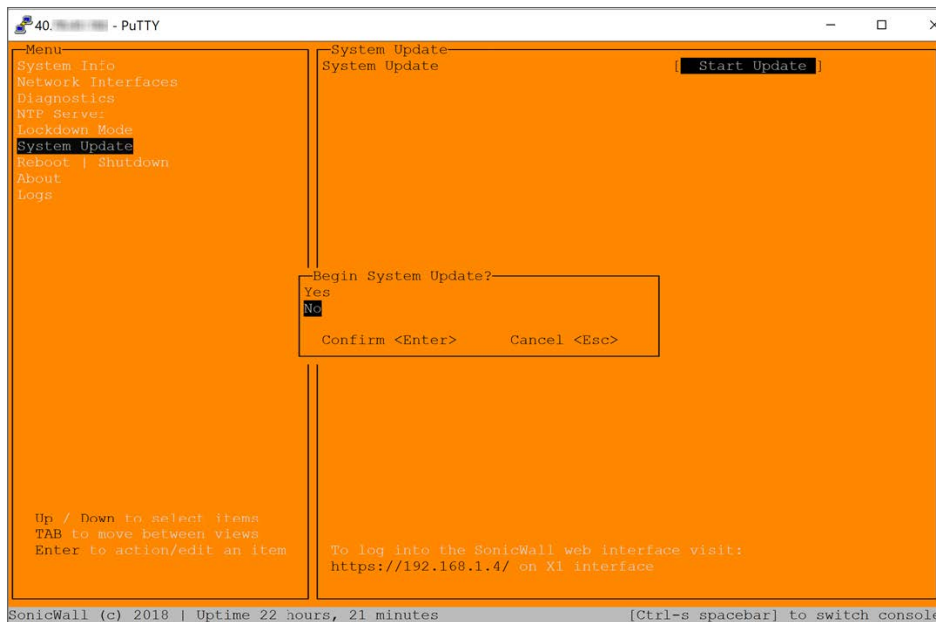 40. - PuTTY
Menu
System Info
Network Interfaces
Diagnostics
NTP Server
Lockdown Mode
System Update
Reboot | Shutdown
About
Logs
Up / Down to select items
TAB to move between views
Enter to action/edit an item
System Update
System Update [ Start Update ]
Begin System Update?
Yes
No
Confirm <Enter> Cancel <Esc>
To log into the SonicWall web interface visit:
https://192.168.1.4/ on X1 interface
SonicWall (c) 2018 | Uptime 22 hours, 21 minutes [Ctrl-s spacebar] to switch console